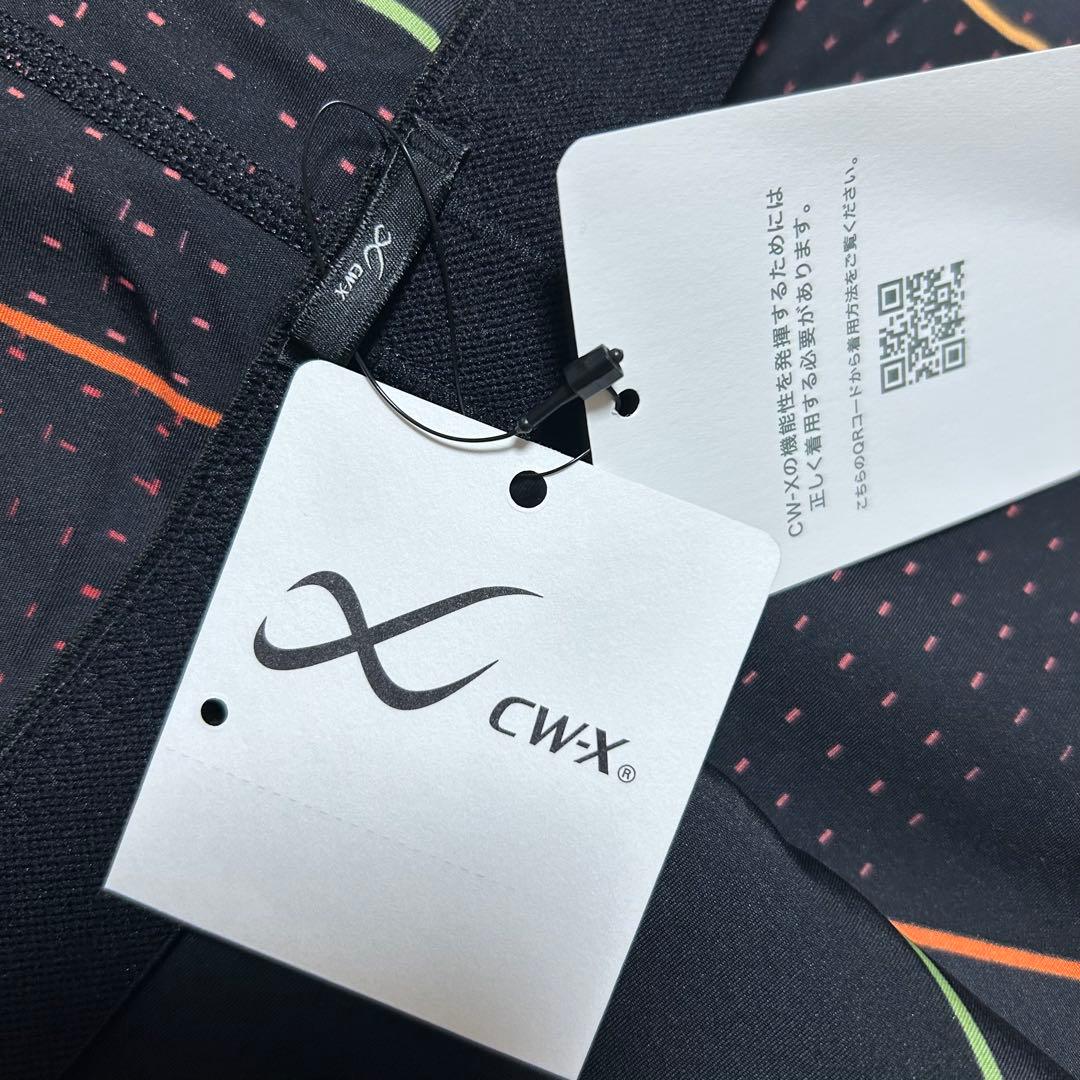 CW-X
CW-Xの機能性を発揮するためには
正しく着用する必要があります。
こちらのQRコードから着用方法をご覧ください。
CW-X®